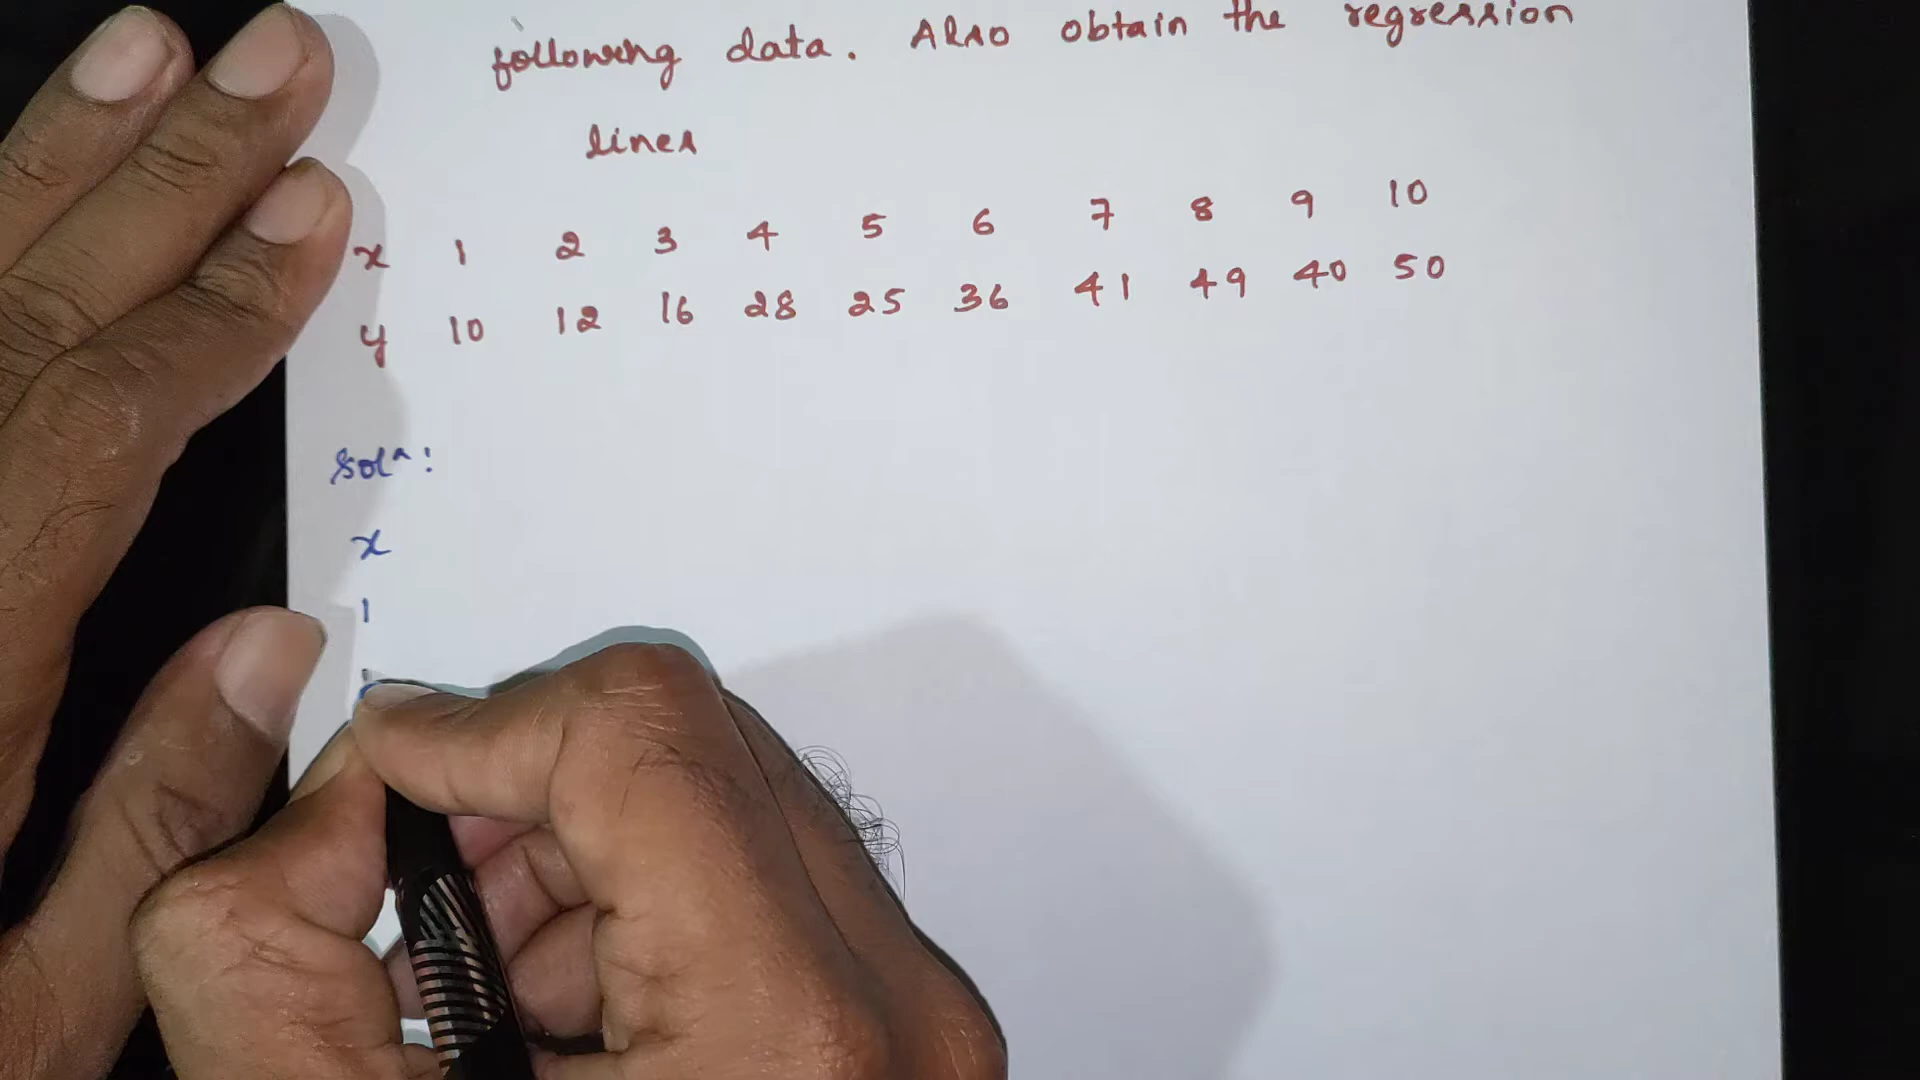 following data. Also obtain the regression
lines
x 1 2 3 4 5 6 7 8 9 10
y 10 12 16 28 25 36 41 49 40 50
Solⁿ:
x
1